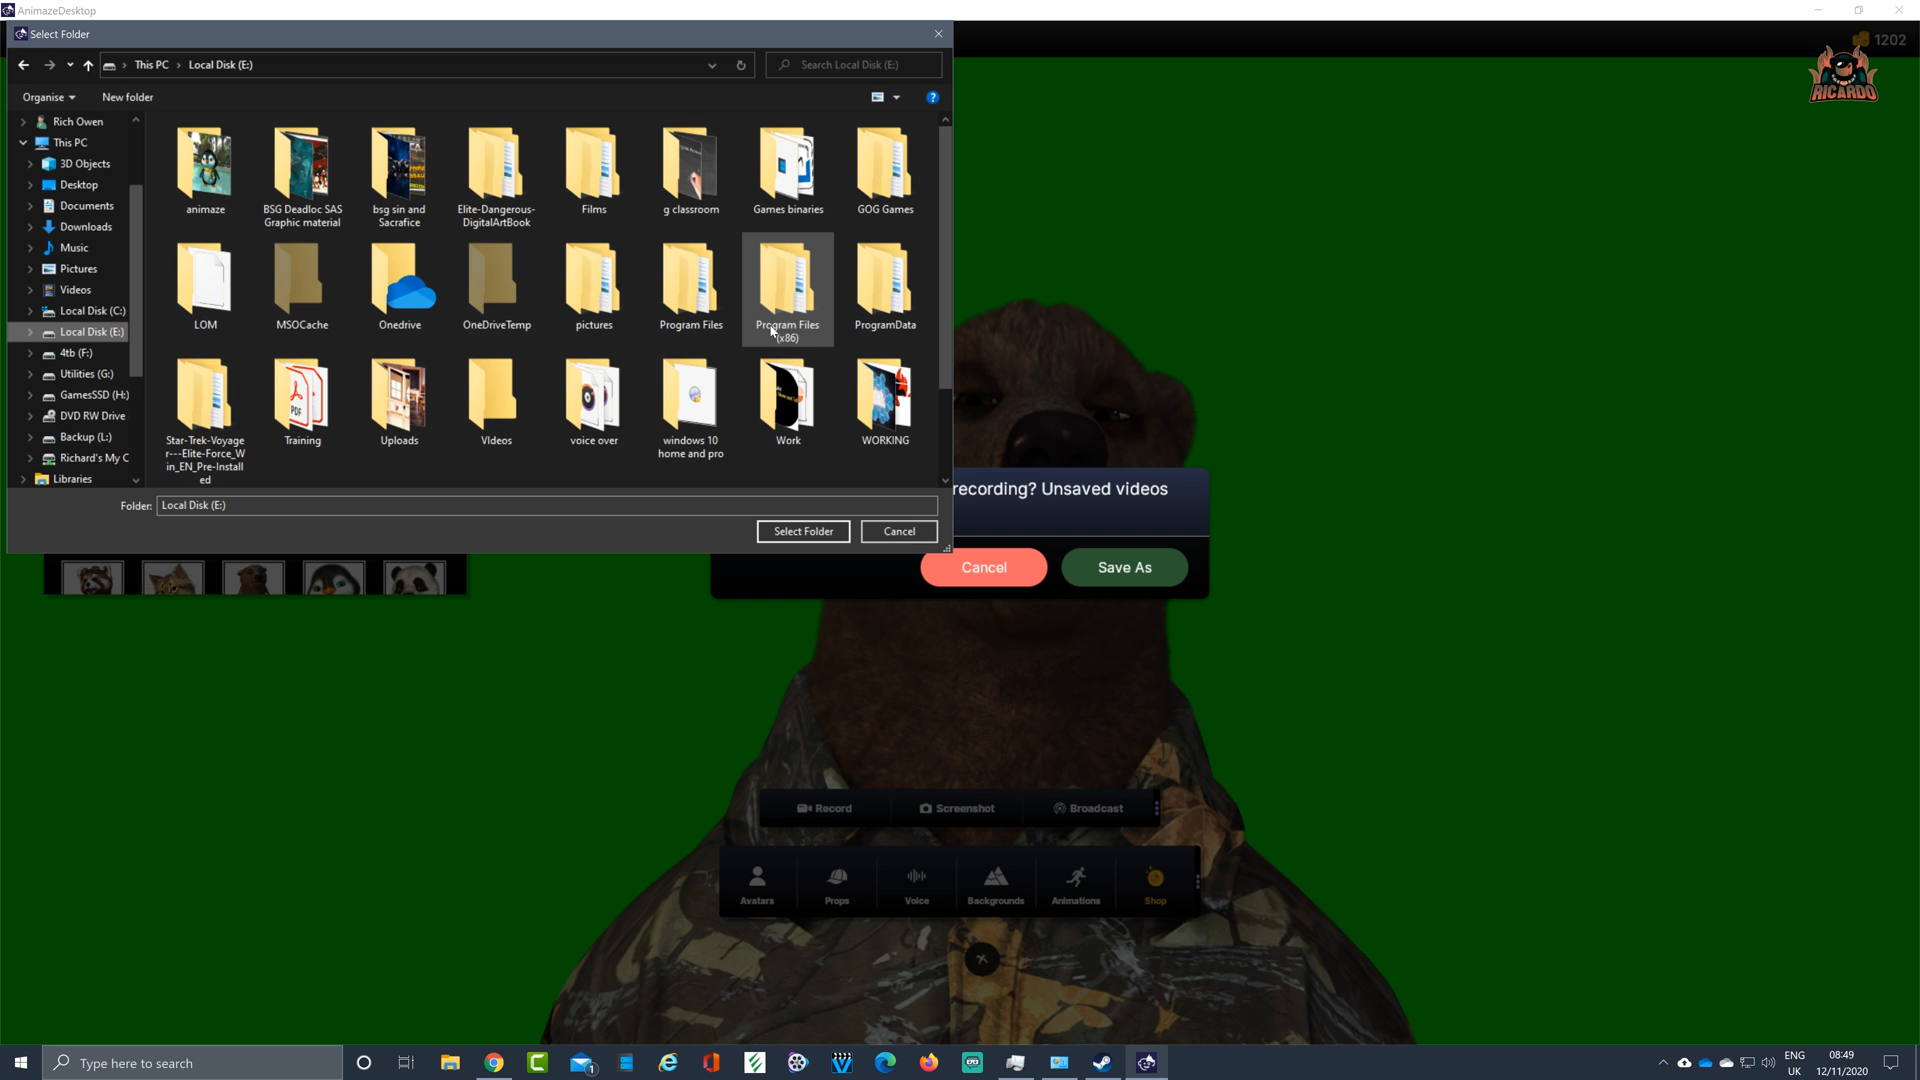 AnimazeDesktop
Select Folder
This PC > Local Disk (E:)
Search Local Disk (E:)
1202
RICARDO
Organise
New folder
Rich Owen
This PC
3D Objects
Desktop
Documents
Downloads
Music
Pictures
Videos
Local Disk (C:)
Local Disk (E:)
4tb (F:)
Utilities (G:)
GamesSSD (H:)
DVD RW Drive
Backup (L:)
Richard's My C
Libraries
animaze
BSG Deadloc SAS
Graphic material
bsg sin and
Sacrafice
Elite-Dangerous-
DigitalArtBook
Films
g classroom
Games binaries
GOG Games
LOM
MSOCache
Onedrive
OneDriveTemp
pictures
Program Files
Program Files
(x86)
ProgramData
Star-Trek-Voyage
r---Elite-Force_W
in_EN_Pre-Install
ed
Training
Uploads
VIdeos
voice over
windows 10
home and pro
Work
WORKING
PDF
Folder: Local Disk (E:)
Select Folder
Cancel
recording? Unsaved videos
Cancel
Save As
Record
Screenshot
Broadcast
Avatars
Props
Voice
Backgrounds
Animations
Shop
Type here to search
1
ENG
UK
08:49
12/11/2020